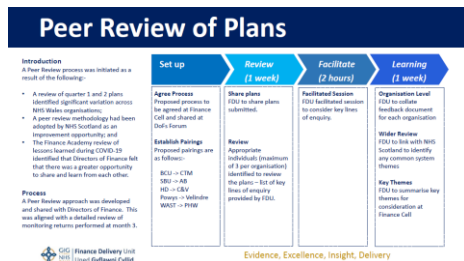 Peer Review of Plans
Introduction
A Peer Review process was initiated as a
result of the following:-
• A review of quarter 1 and 2 plans
identified significant variation across
NHS Wales organisations;
• A peer review methodology had been
adopted by NHS Scotland as an
Improvement opportunity; and
• The Finance Academy review of
lessons learned during COVID-19
identified that Directors of Finance felt
that there was a greater opportunity
to share and learn from each other.
Process
A Peer Review approach was developed
and shared with Directors of Finance. This
was aligned with a detailed review of
monitoring returns performed at month 3.
Set up
Agree Process
Proposed process to
be agreed at Finance
Cell and shared at
DoFs Forum
Establish Pairings
Proposed pairings are
as follows:-
BCU -> CTM
SBU -> AB
HD -> C&V
Powys -> Velindre
WAST -> PHW
Review
(1 week)
Share plans
FDU to share plans
submitted.
Review
Appropriate
individuals (maximum
of 3 per organisation)
identified to review
the plans – list of key
lines of enquiry
provided by FDU.
Facilitate
(2 hours)
Facilitated Session
FDU facilitated session
to consider key lines
of enquiry.
Learning
(1 week)
Organisation Level
FDU to collate
feedback document
for each organisation
Wider Review
FDU to link with NHS
Scotland to identify
any common system
themes
Key Themes
FDU to summarise key
themes for
consideration at
Finance Cell
GIG
NHS
Finance Delivery Unit
Uned Gyflawni Cyllid
Evidence, Excellence, Insight, Delivery